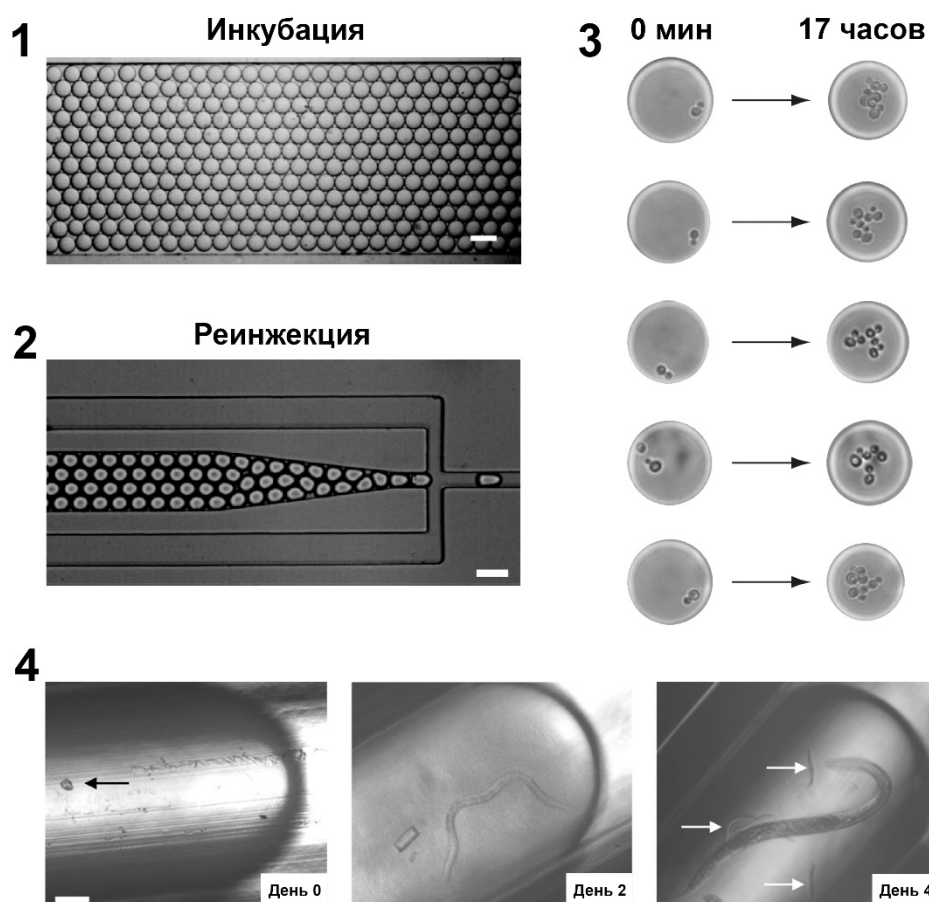 1 Инкубация
2 Реинжекция
3 0 мин 17 часов
4
День 0
День 2
День 4